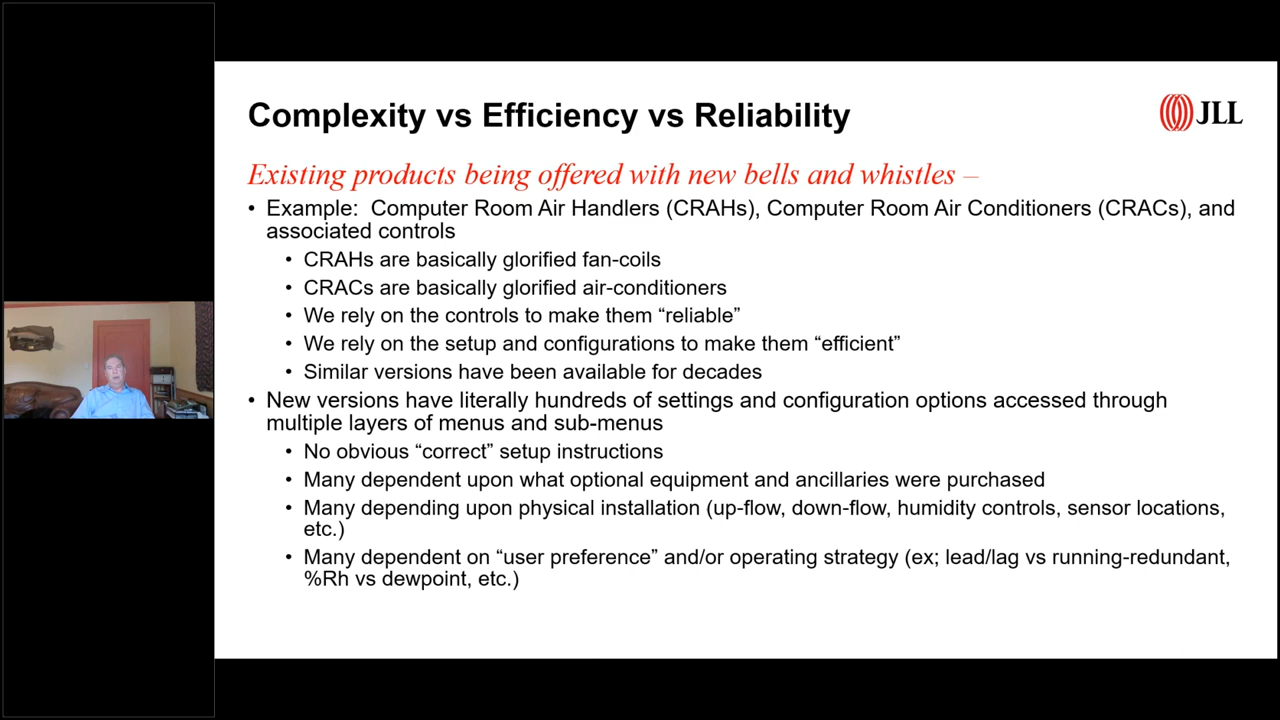 Complexity vs Efficiency vs Reliability
JLL
Existing products being offered with new bells and whistles –
• Example:  Computer Room Air Handlers (CRAHs), Computer Room Air Conditioners (CRACs), and
associated controls
• CRAHs are basically glorified fan-coils
• CRACs are basically glorified air-conditioners
• We rely on the controls to make them “reliable”
• We rely on the setup and configurations to make them “efficient”
• Similar versions have been available for decades
• New versions have literally hundreds of settings and configuration options accessed through
multiple layers of menus and sub-menus
• No obvious “correct” setup instructions
• Many dependent upon what optional equipment and ancillaries were purchased
• Many depending upon physical installation (up-flow, down-flow, humidity controls, sensor locations,
etc.)
• Many dependent on “user preference” and/or operating strategy (ex; lead/lag vs running-redundant,
%Rh vs dewpoint, etc.)